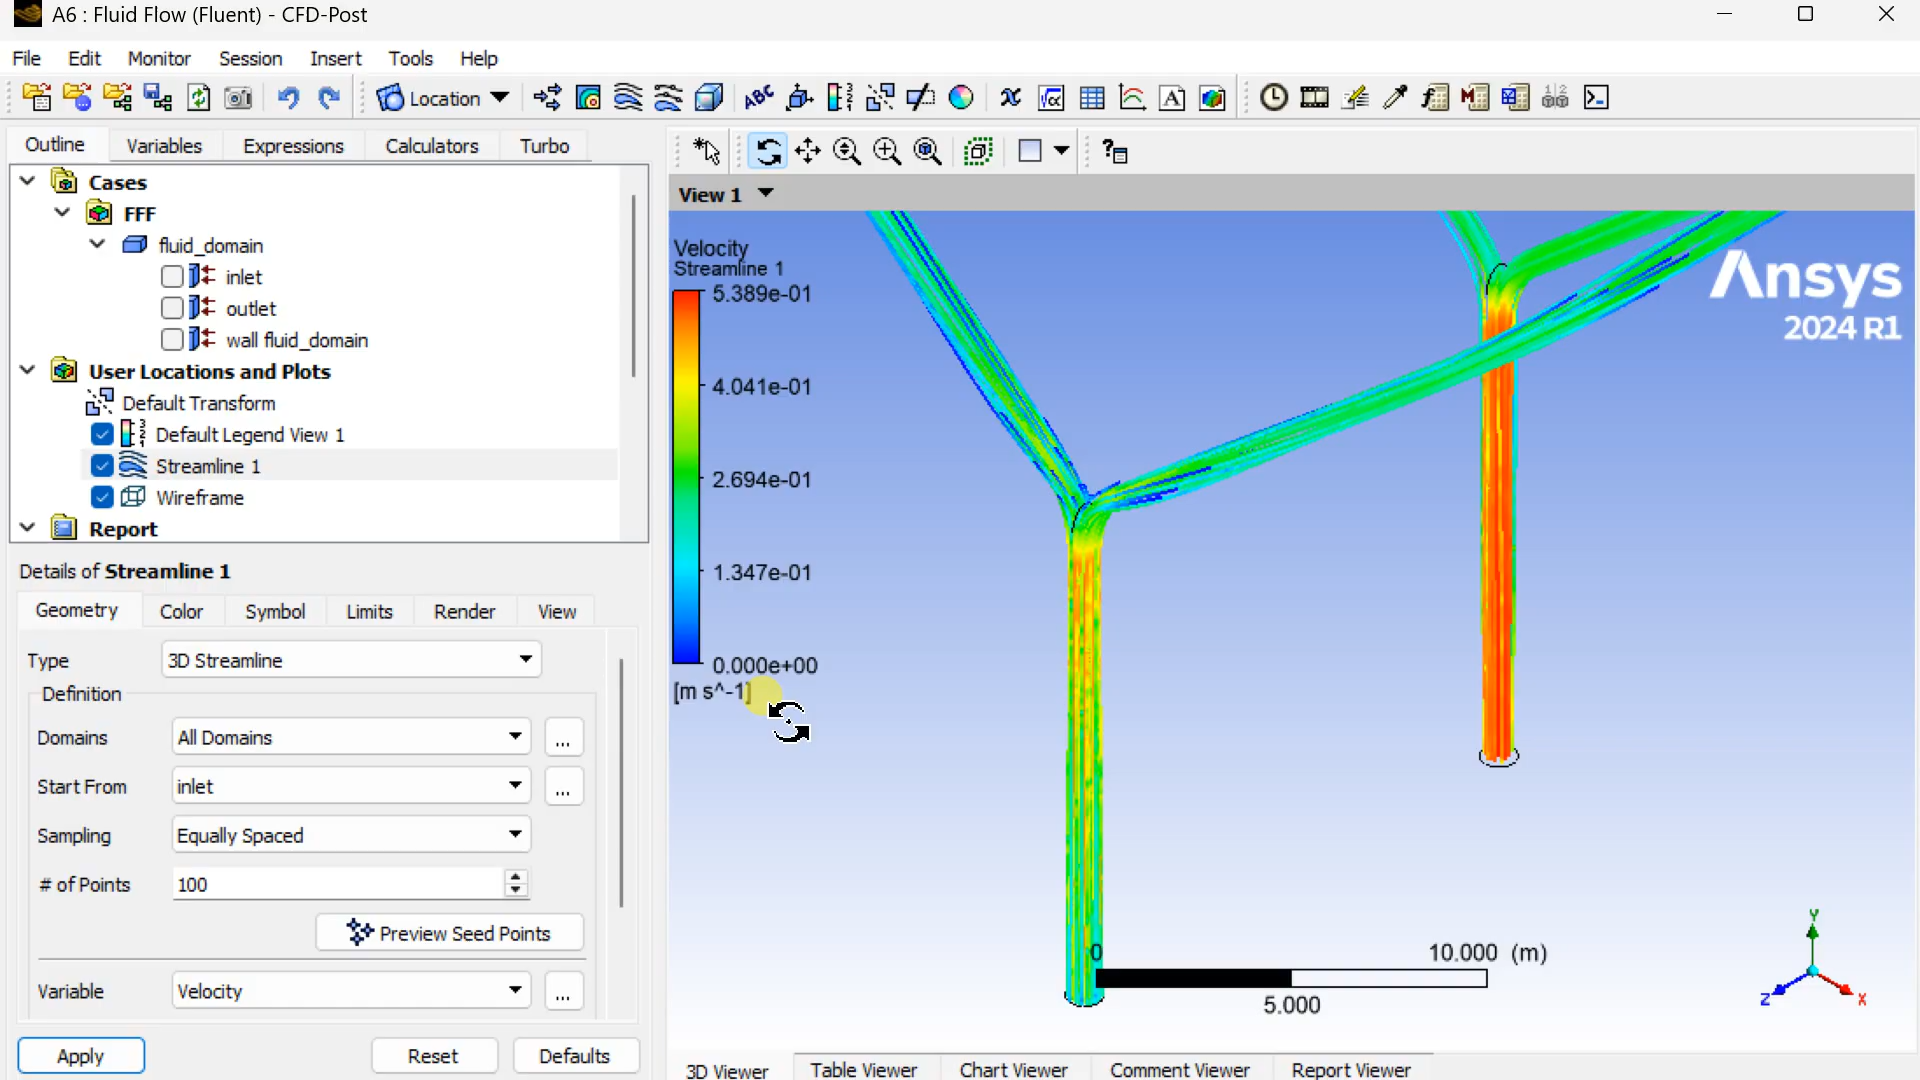 A6 : Fluid Flow (Fluent) - CFD-Post
File Edit Monitor Session Insert Tools Help
Location
Outline Variables Expressions Calculators Turbo
View 1
Cases
FFF
fluid_domain
inlet
outlet
wall fluid_domain
User Locations and Plots
Default Transform
Default Legend View 1
Streamline 1
Wireframe
Report
Details of Streamline 1
Geometry Color Symbol Limits Render View
Type 3D Streamline
Definition
Domains All Domains ...
Start From inlet ...
Sampling Equally Spaced
# of Points 100
Preview Seed Points
Variable Velocity ...
Apply Reset Defaults
Velocity
Streamline 1
5.389e-01
4.041e-01
2.694e-01
1.347e-01
0.000e+00
[m s^-1]
Ansys
2024 R1
0 10.000 (m)
5.000
Y
Z X
3D Viewer Table Viewer Chart Viewer Comment Viewer Report Viewer